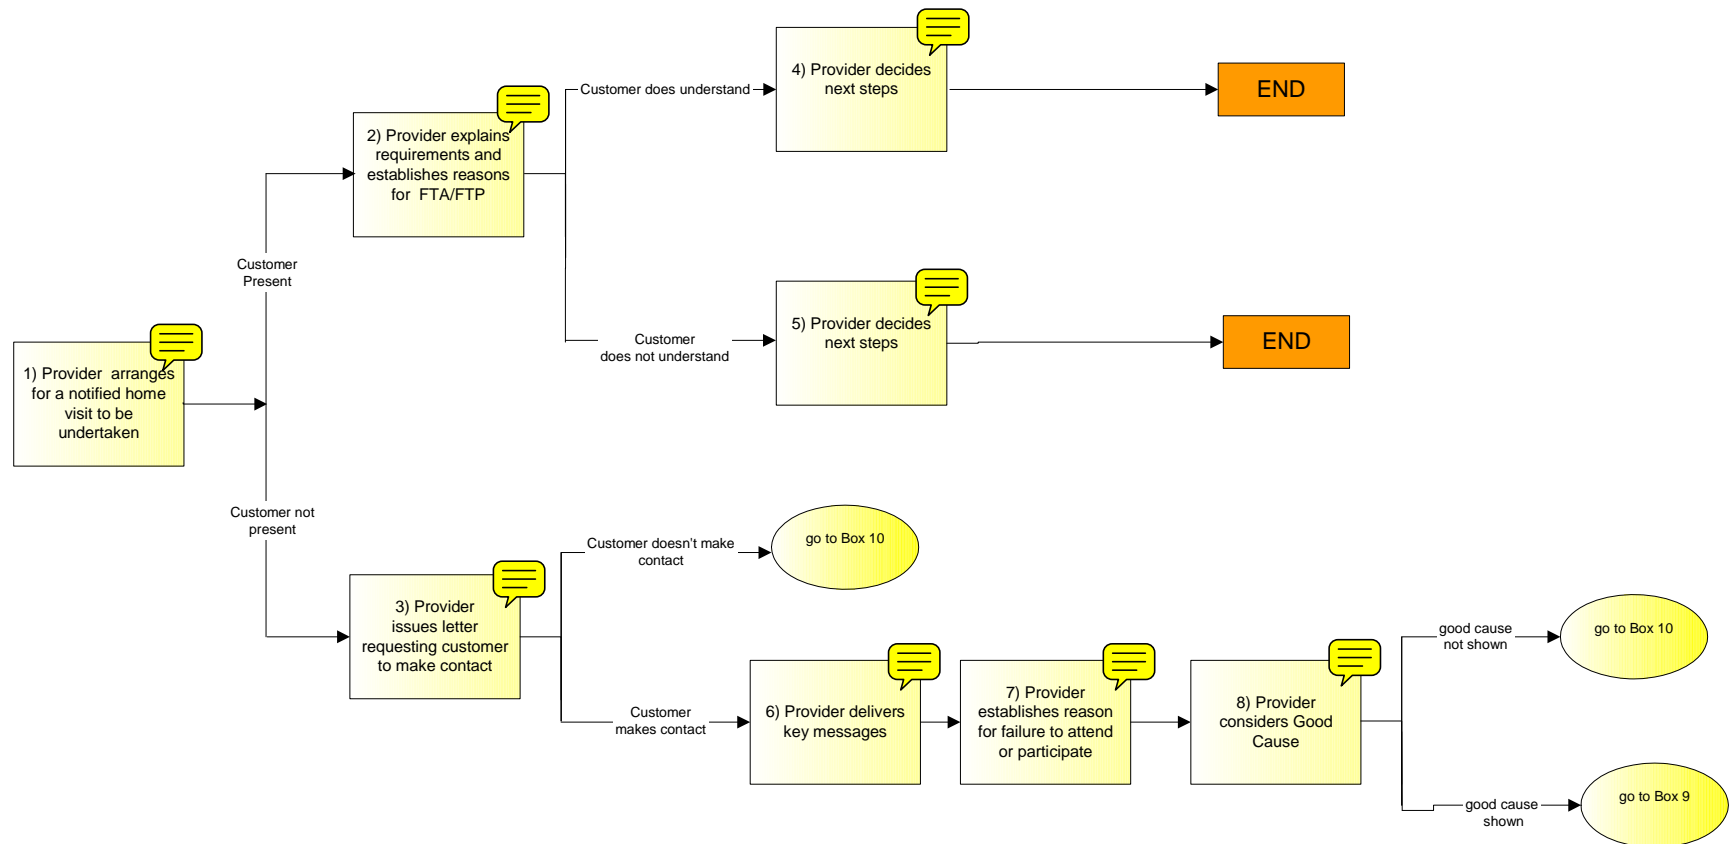 4) Provider decides
next steps
END
Customer does understand
2) Provider explains
requirements and
establishes reasons
for FTA/FTP
Customer
Present
5) Provider decides
next steps
END
Customer
does not understand
1) Provider arranges
for a notified home
visit to be
undertaken
Customer not
present
Customer doesn't make
contact
go to Box 10
3) Provider
issues letter
requesting customer
to make contact
Customer
makes contact
6) Provider delivers
key messages
7) Provider
establishes reason
for failure to attend
or participate
8) Provider
considers Good
Cause
good cause
not shown
go to Box 10
good cause
shown
go to Box 9